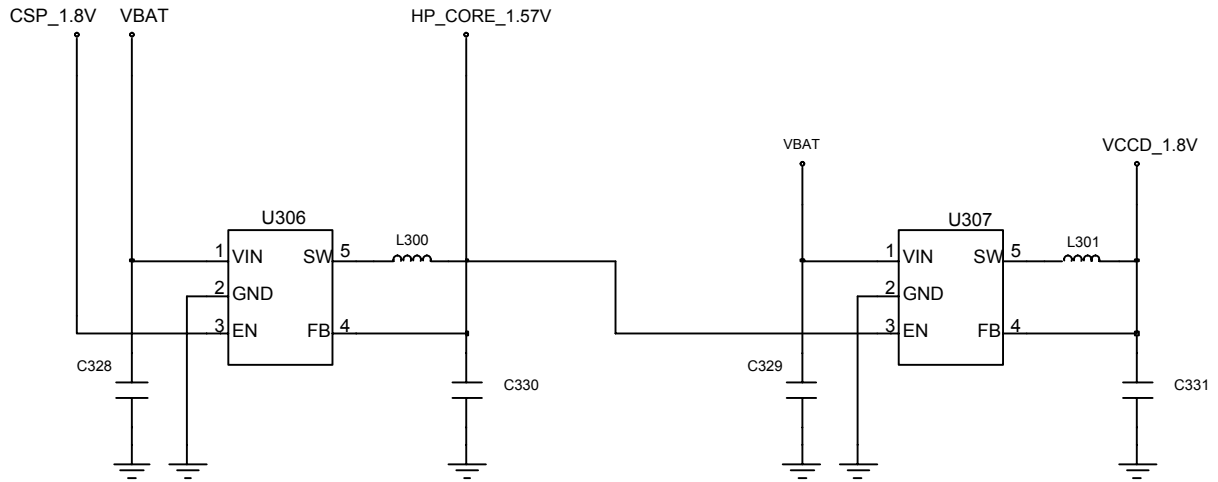 CSP_1.8V VBAT HP_CORE_1.57V
VBAT VCCD_1.8V
U306
1 VIN SW 5 L300
2 GND
3 EN FB 4
C328 C330
U307
1 VIN SW 5 L301
2 GND
3 EN FB 4
C329 C331